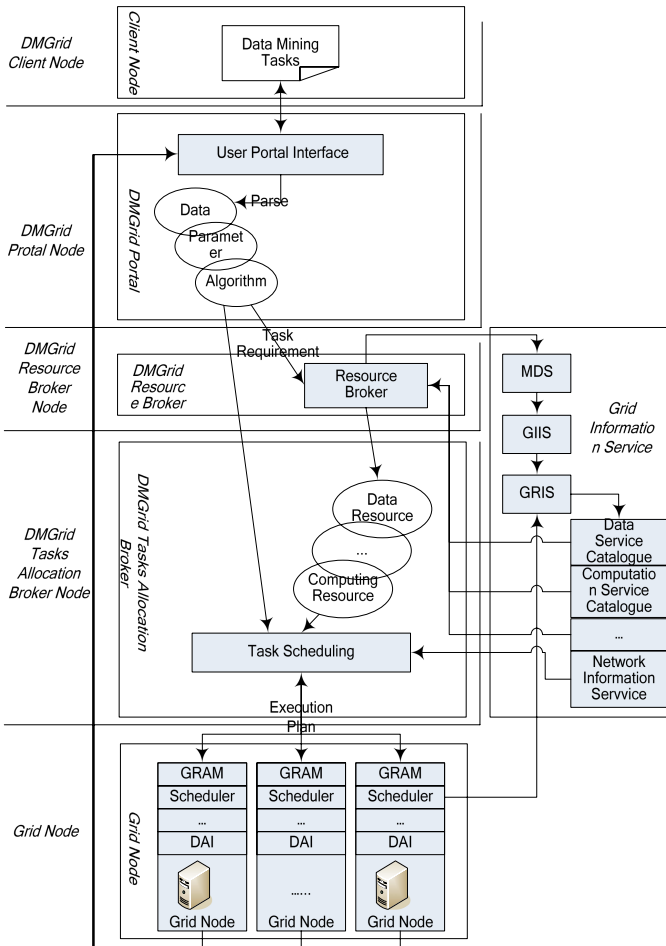 DMGrid
Client Node
Client Node
Data Mining
Tasks
DMGrid
Protal Node
DMGrid Portal
User Portal Interface
Parse
Data
Paramet
er
Algorithm
Task
Requirement
DMGrid
Resource
Broker
Node
DMGrid
Resourc
e Broker
Resource
Broker
MDS
GIIS
GRIS
Grid
Informatio
n Service
Data
Service
Catalogue
Computatio
n Service
Catalogue
...
Network
Information
Servvice
DMGrid
Tasks
Allocation
Broker Node
DMGrid Tasks Allocation
Broker
Data
Resource
...
Computing
Resource
Task Scheduling
Execution
Plan
Grid Node
Grid Node
GRAM
Scheduler
...
DAI
Grid Node
GRAM
Scheduler
...
DAI
......
Grid Node
GRAM
Scheduler
...
DAI
Grid Node